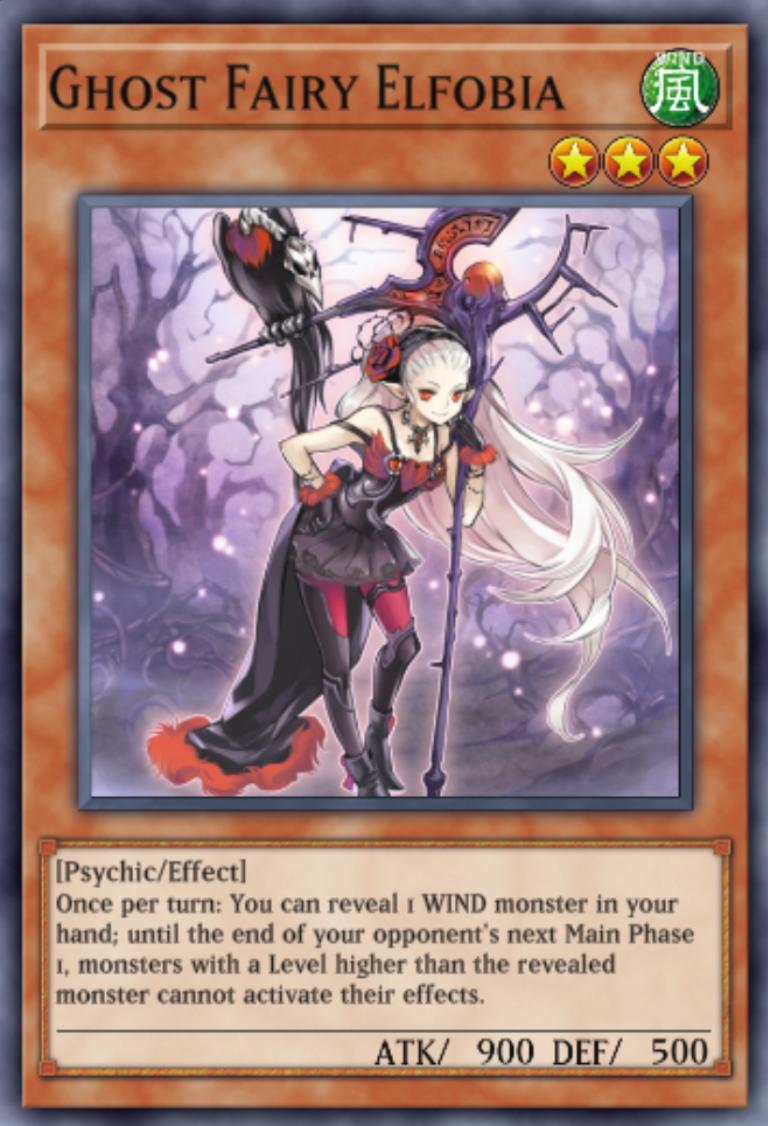 Ghost Fairy Elfobia
WIND
風
[Psychic/Effect]
Once per turn: You can reveal 1 WIND monster in your
hand; until the end of your opponent's next Main Phase
1, monsters with a Level higher than the revealed
monster cannot activate their effects.
ATK/ 900 DEF/ 500